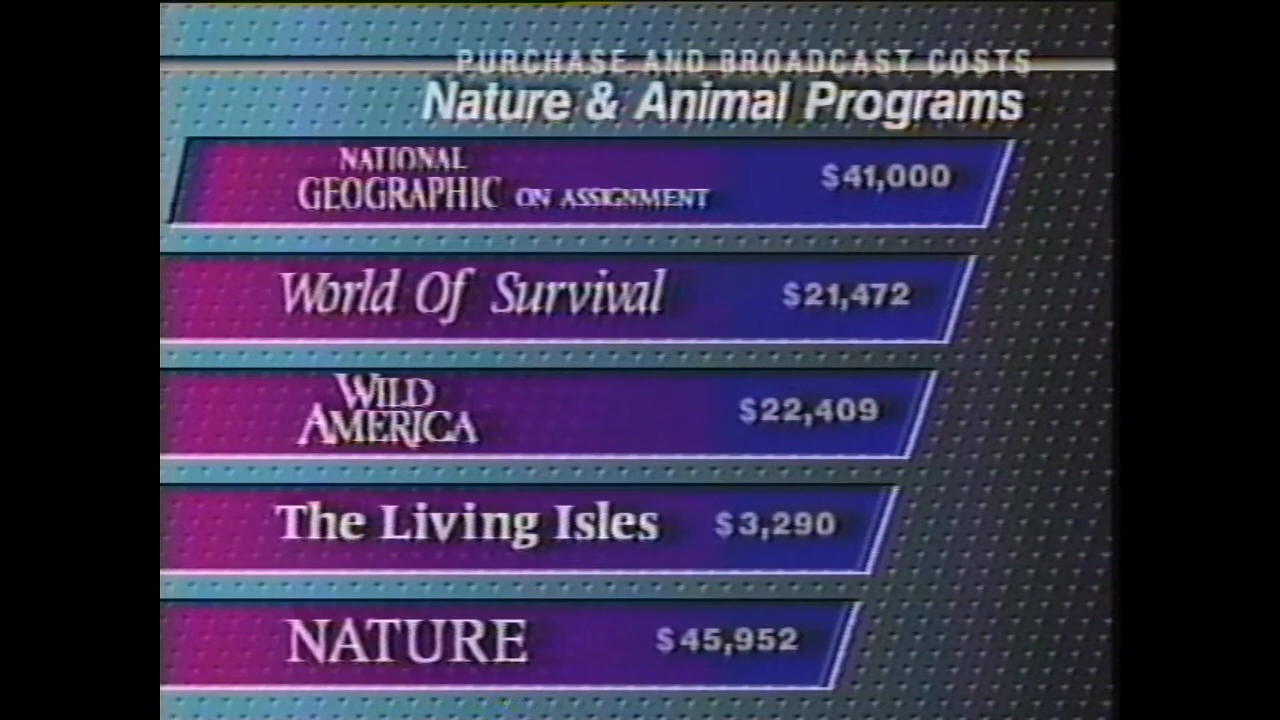 PURCHASE AND BROADCAST COSTS
Nature & Animal Programs
NATIONAL
GEOGRAPHIC ON ASSIGNMENT $41,000
World Of Survival $21,472
WILD
AMERICA $22,409
The Living Isles $3,290
NATURE $45,952